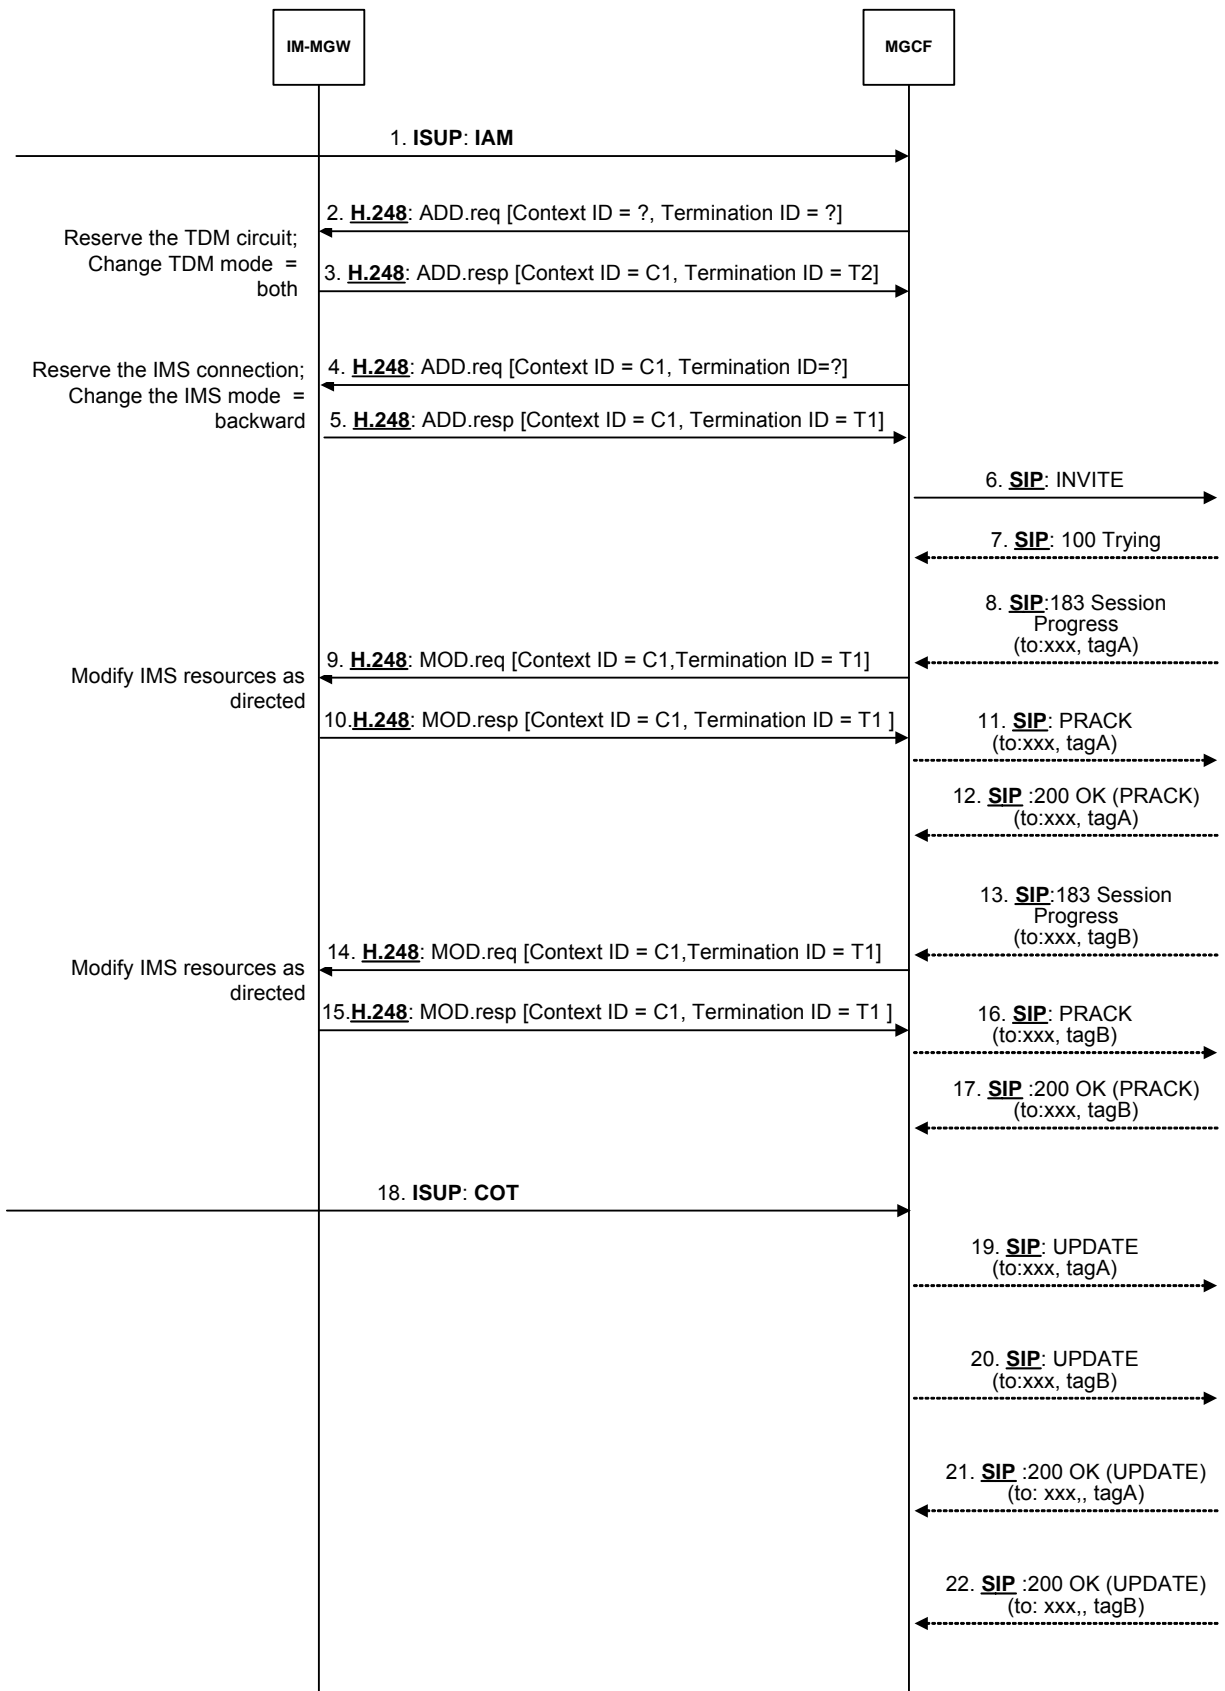 IM-MGW
MGCF
1. ISUP: IAM
2. H.248: ADD.req [Context ID = ?, Termination ID = ?]
Reserve the TDM circuit;
Change TDM mode =
both
3. H.248: ADD.resp [Context ID = C1, Termination ID = T2]
4. H.248: ADD.req [Context ID = C1, Termination ID=?]
Reserve the IMS connection;
Change the IMS mode =
backward
5. H.248: ADD.resp [Context ID = C1, Termination ID = T1]
6. SIP: INVITE
7. SIP: 100 Trying
8. SIP:183 Session
Progress
(to:xxx, tagA)
9. H.248: MOD.req [Context ID = C1,Termination ID = T1]
Modify IMS resources as
directed
10.H.248: MOD.resp [Context ID = C1, Termination ID = T1 ]
11. SIP: PRACK
(to:xxx, tagA)
12. SIP :200 OK (PRACK)
(to:xxx, tagA)
13. SIP:183 Session
Progress
(to:xxx, tagB)
14. H.248: MOD.req [Context ID = C1,Termination ID = T1]
Modify IMS resources as
directed
15.H.248: MOD.resp [Context ID = C1, Termination ID = T1 ]
16. SIP: PRACK
(to:xxx, tagB)
17. SIP :200 OK (PRACK)
(to:xxx, tagB)
18. ISUP: COT
19. SIP: UPDATE
(to:xxx, tagA)
20. SIP: UPDATE
(to:xxx, tagB)
21. SIP :200 OK (UPDATE)
(to: xxx,, tagA)
22. SIP :200 OK (UPDATE)
(to: xxx,, tagB)